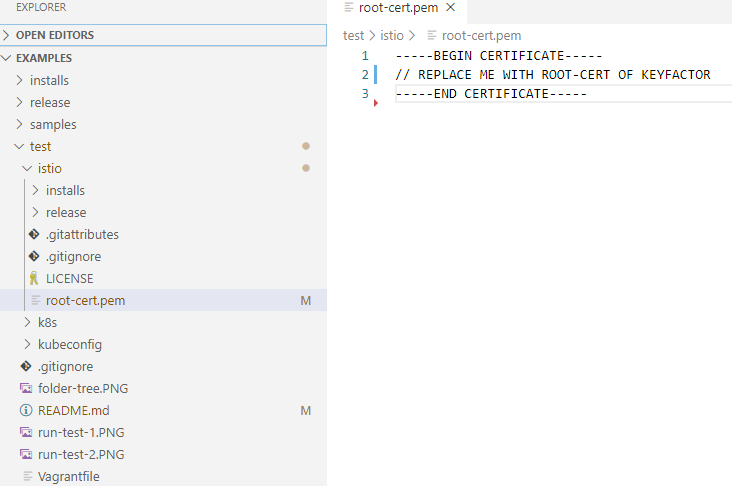 EXPLORER
OPEN EDITORS
EXAMPLES
installs
release
samples
test
istio
installs
release
.gitattributes
.gitignore
LICENSE
root-cert.pem M
k8s
kubeconfig
.gitignore
folder-tree.PNG
README.md M
run-test-1.PNG
run-test-2.PNG
Vagrantfile
root-cert.pem
test > istio > root-cert.pem
1 -----BEGIN CERTIFICATE-----
2 // REPLACE ME WITH ROOT-CERT OF KEYFACTOR
3 -----END CERTIFICATE-----